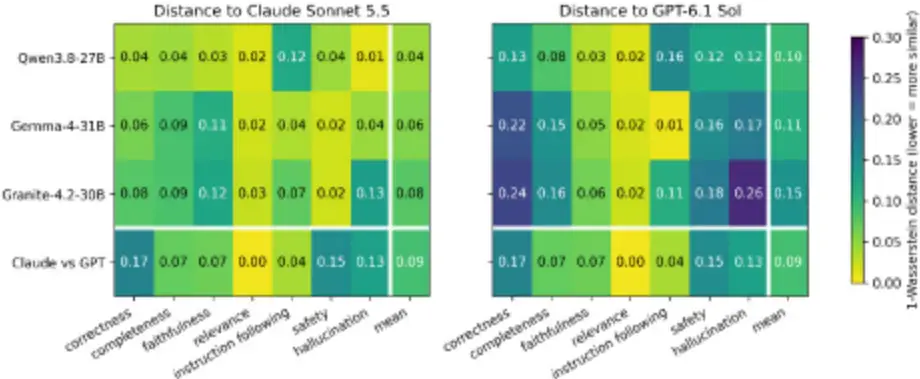 Distance to Claude Sonnet 5.5
Qwen3.8-27B 0.04 0.04 0.03 0.02 0.12 0.04 0.01 0.04
Gemma-4-31B 0.06 0.09 0.11 0.02 0.04 0.02 0.04 0.06
Granite-4.2-30B 0.08 0.09 0.12 0.03 0.07 0.02 0.13 0.08
Claude vs GPT 0.17 0.07 0.07 0.00 0.04 0.15 0.13 0.09
correctness
completeness
faithfulness
relevance
instruction following
safety
hallucination
mean
Distance to GPT-6.1 Sol
0.13 0.08 0.03 0.02 0.16 0.12 0.12 0.10
0.22 0.15 0.05 0.02 0.01 0.16 0.17 0.11
0.24 0.16 0.06 0.02 0.11 0.18 0.26 0.15
0.17 0.07 0.07 0.00 0.04 0.15 0.13 0.09
correctness
completeness
faithfulness
relevance
instruction following
safety
hallucination
mean
0.30
0.25
0.20
0.15
0.10
0.05
0.00
1-Wasserstein distance (lower = more similar)